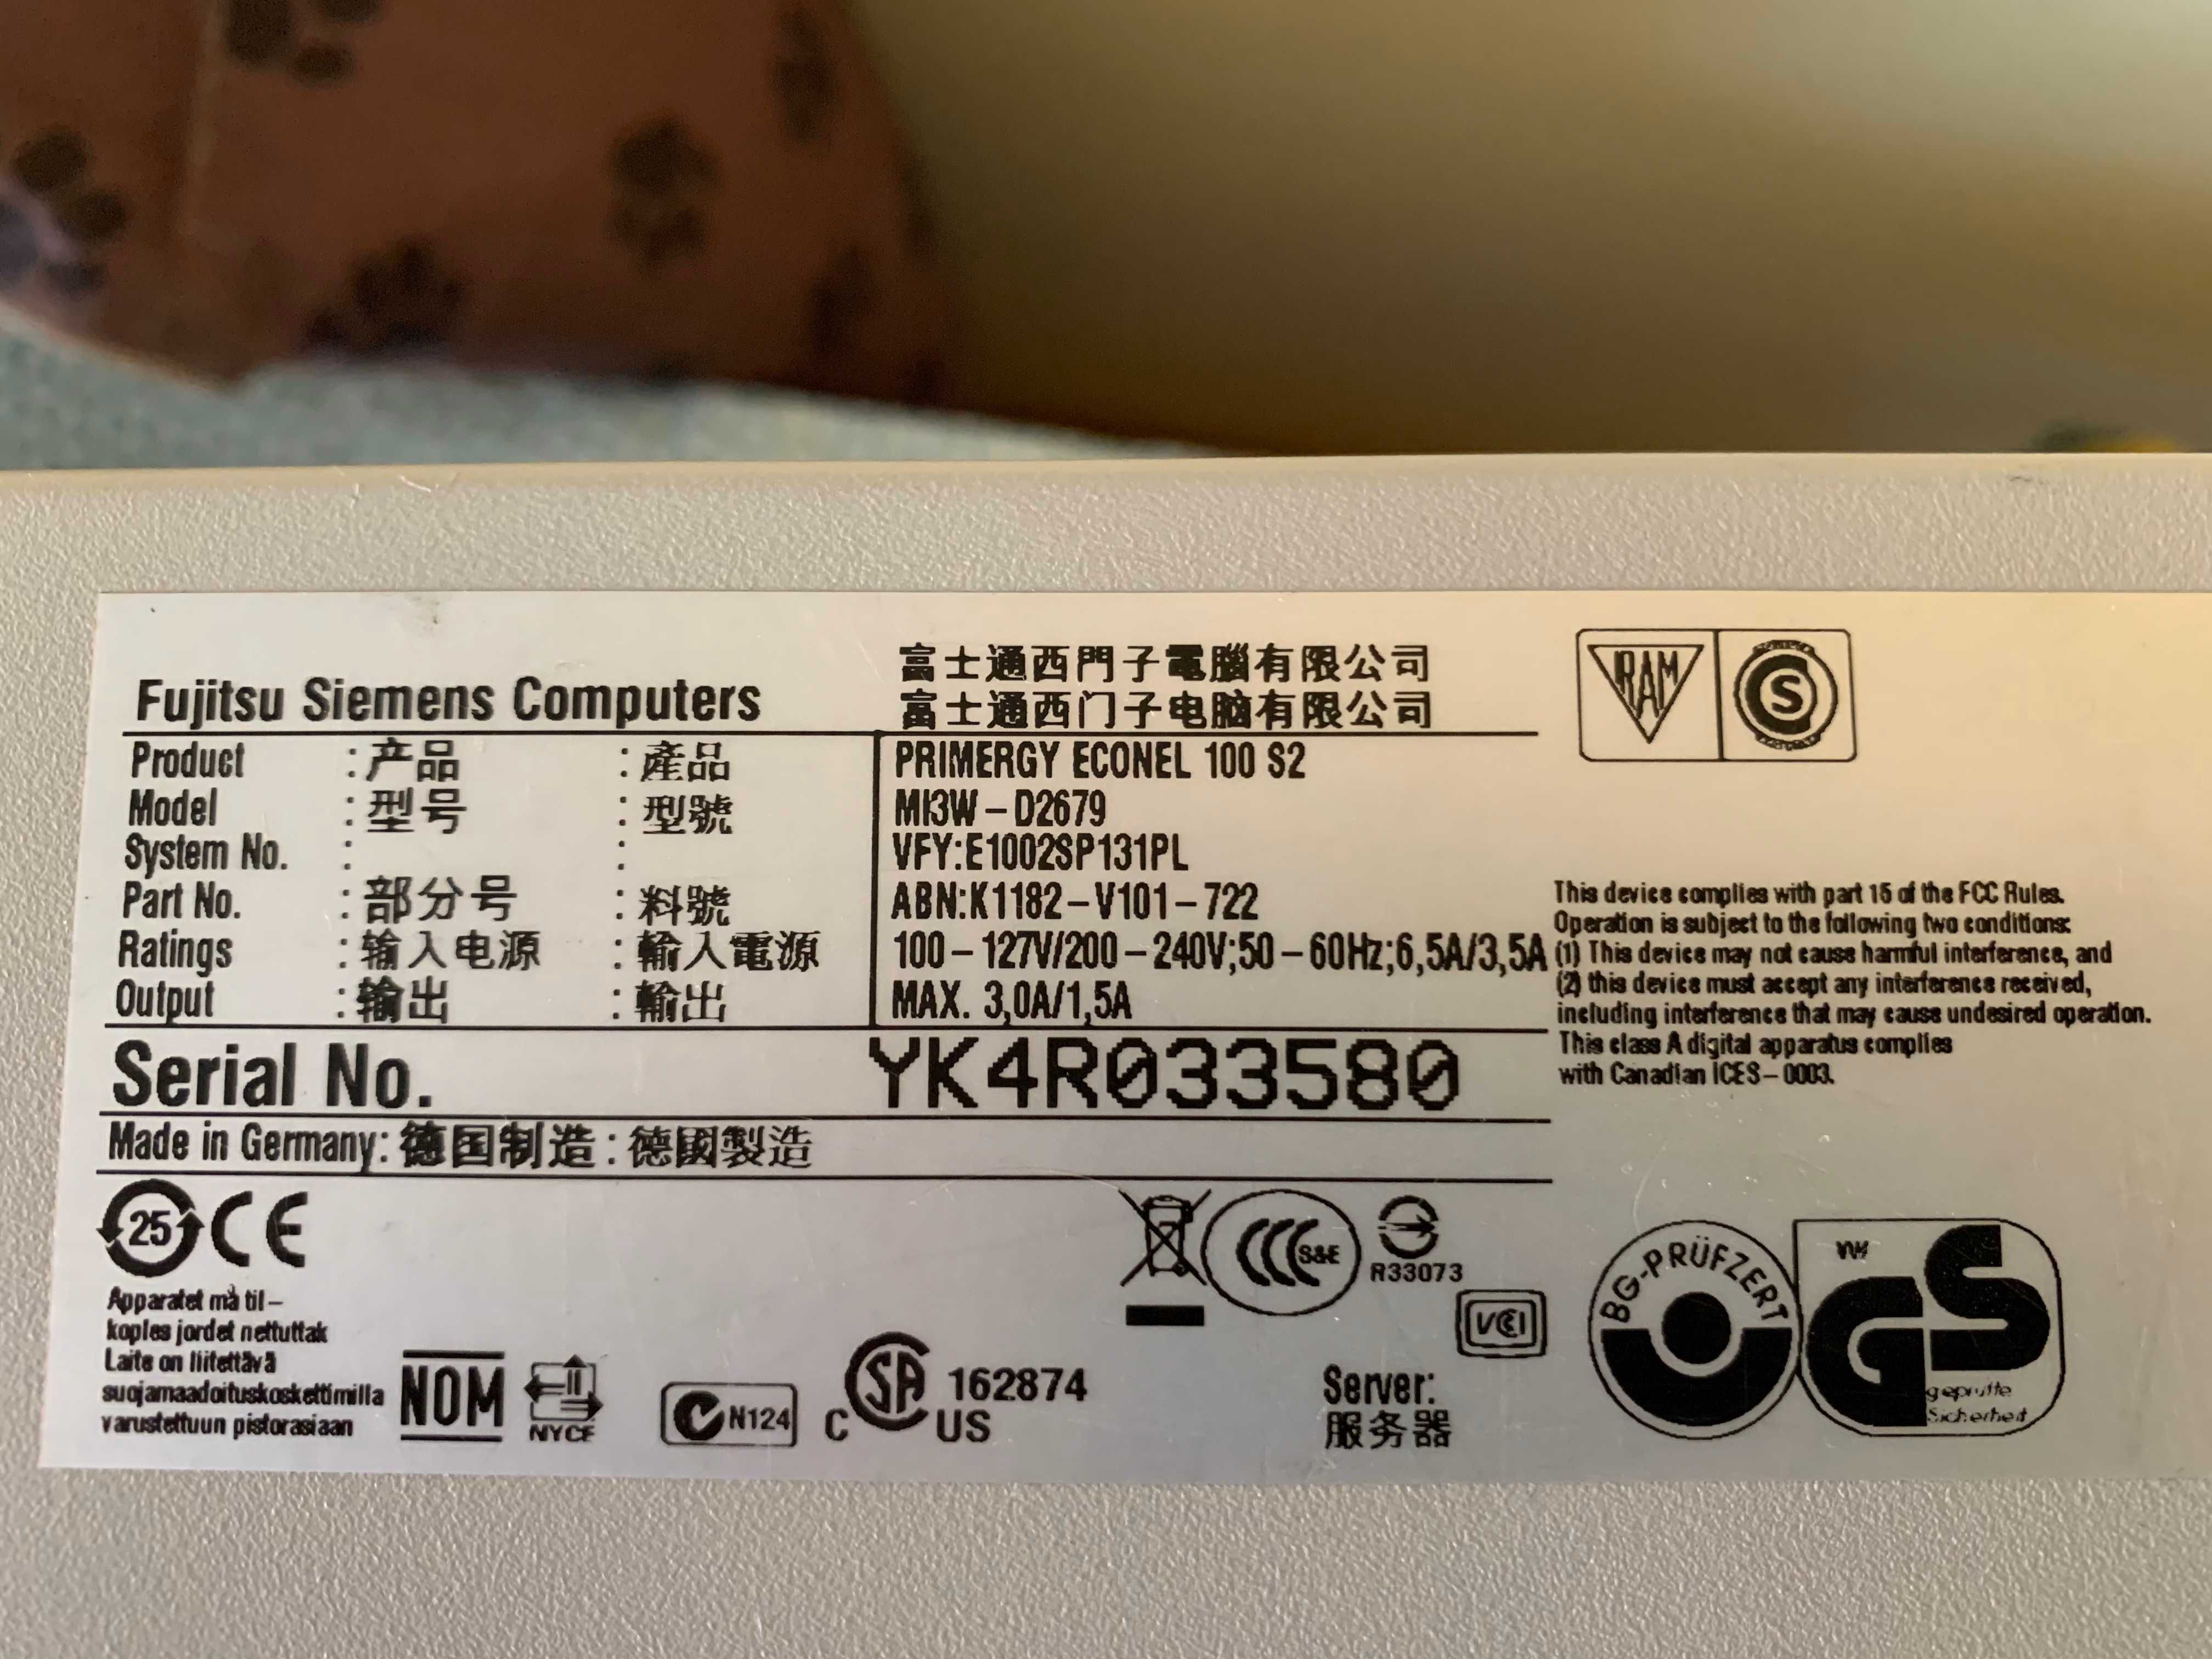 富士通西門子電腦有限公司
Fujitsu Siemens Computers 富士通西门子电脑有限公司
Product :产品 :產品 PRIMERGY ECONEL 100 S2
Model :型号 :型號 MI3W – D2679
System No. : : VFY:E1002SP131PL
Part No. :部分号 :料號 ABN:K1182 – V101 – 722
Ratings :输入电源 :輸入電源 100 – 127V/200 – 240V;50 – 60Hz;6,5A/3,5A
Output :输出 :輸出 MAX. 3,0A/1,5A
Serial No. YK4R033580
Made in Germany: 德国制造 : 德國製造
IRAM S
This device complies with part 15 of the FCC Rules.
Operation is subject to the following two conditions:
(1) This device may not cause harmful interference, and
(2) this device must accept any interference received,
including interference that may cause undesired operation.
This class A digital apparatus complies
with Canadian ICES – 0003.
25 CE
Apparatet må til –
koples jordet nettuttak
Laite on liitettävä
suojamaadoituskoskettimilla
varustettuun pistorasiaan
NOM
NYCE
N124
C SA US 162874
CCC S&E
R33073
VCCI
Server:
服务器
BG-PRÜFZERT
GS
geprüfte
Sicherheit